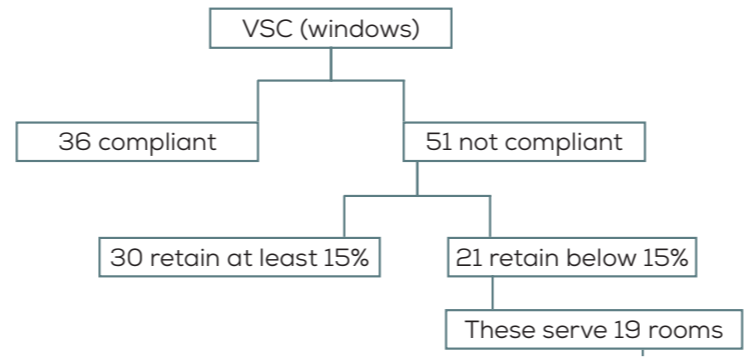 VSC (windows)
36 compliant
51 not compliant
30 retain at least 15%
21 retain below 15%
These serve 19 rooms